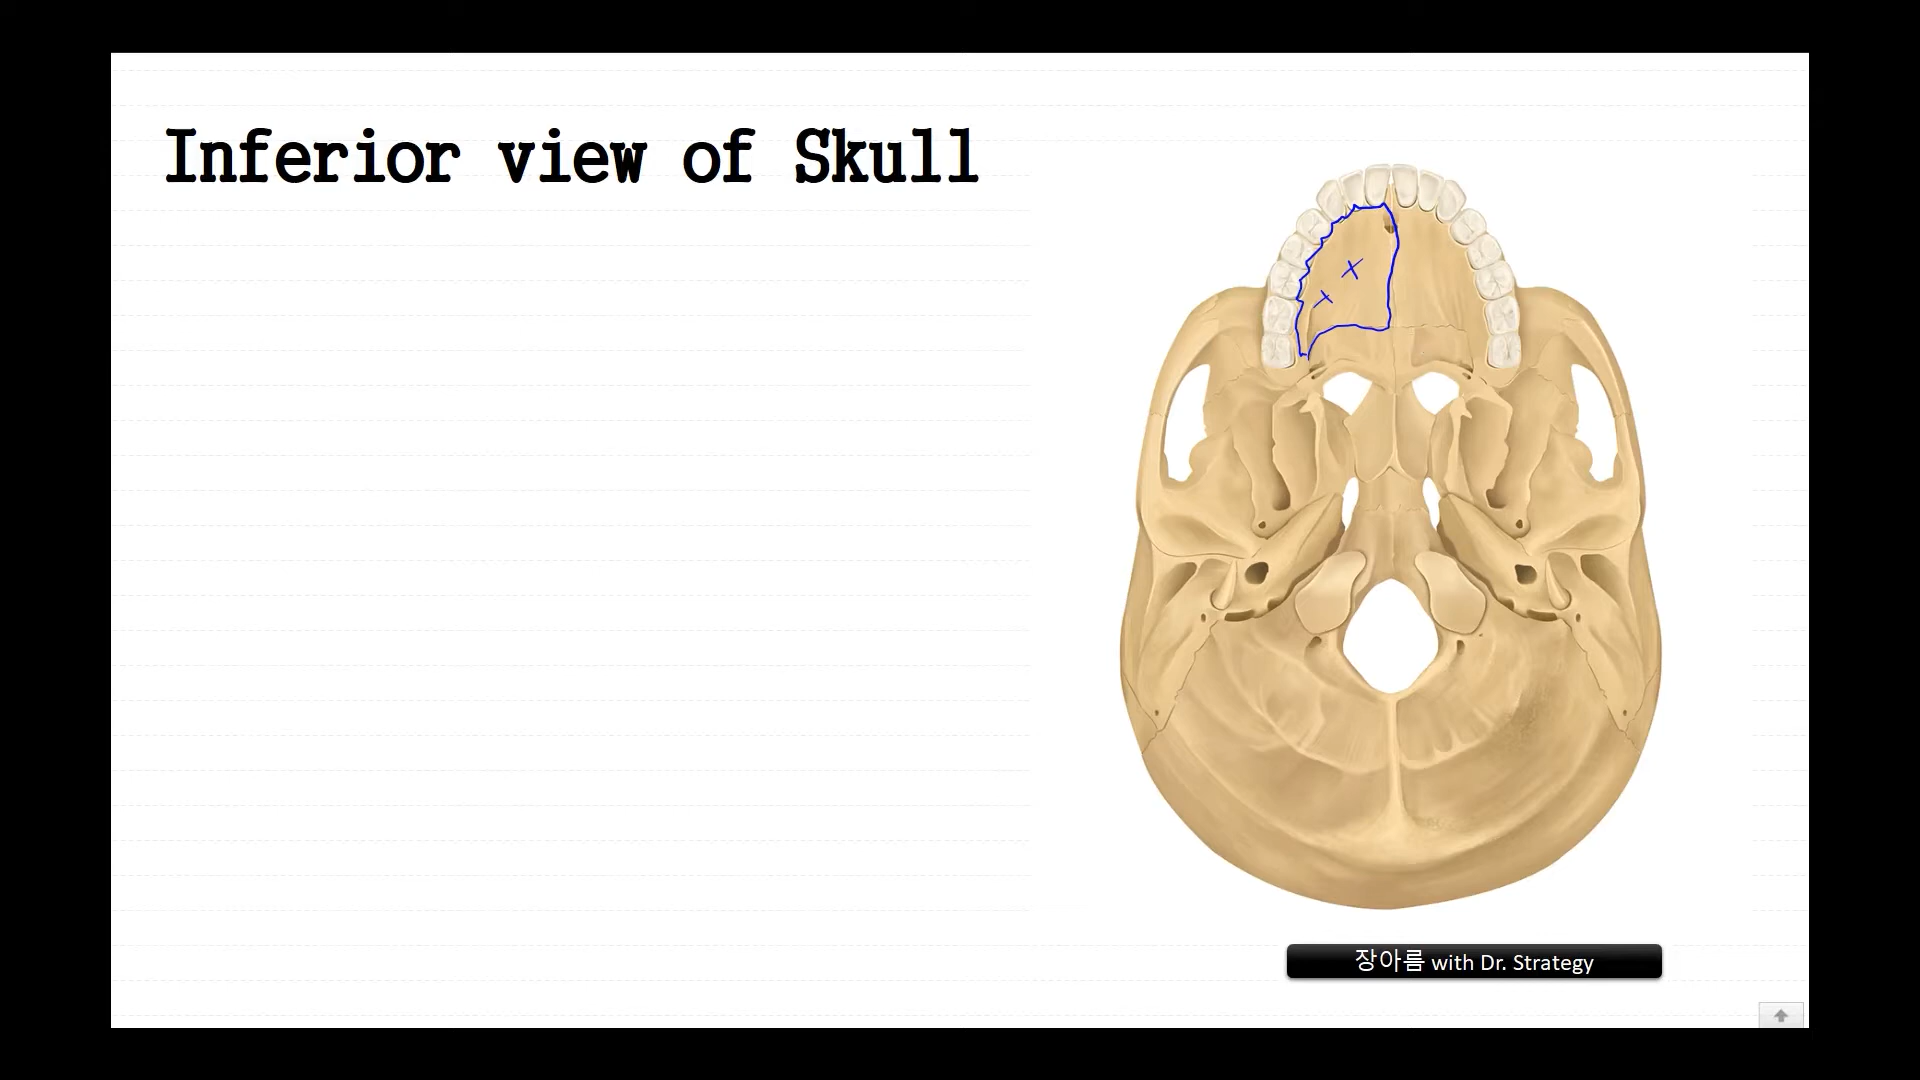 Inferior view of Skull
x
x
장아름 with Dr. Strategy